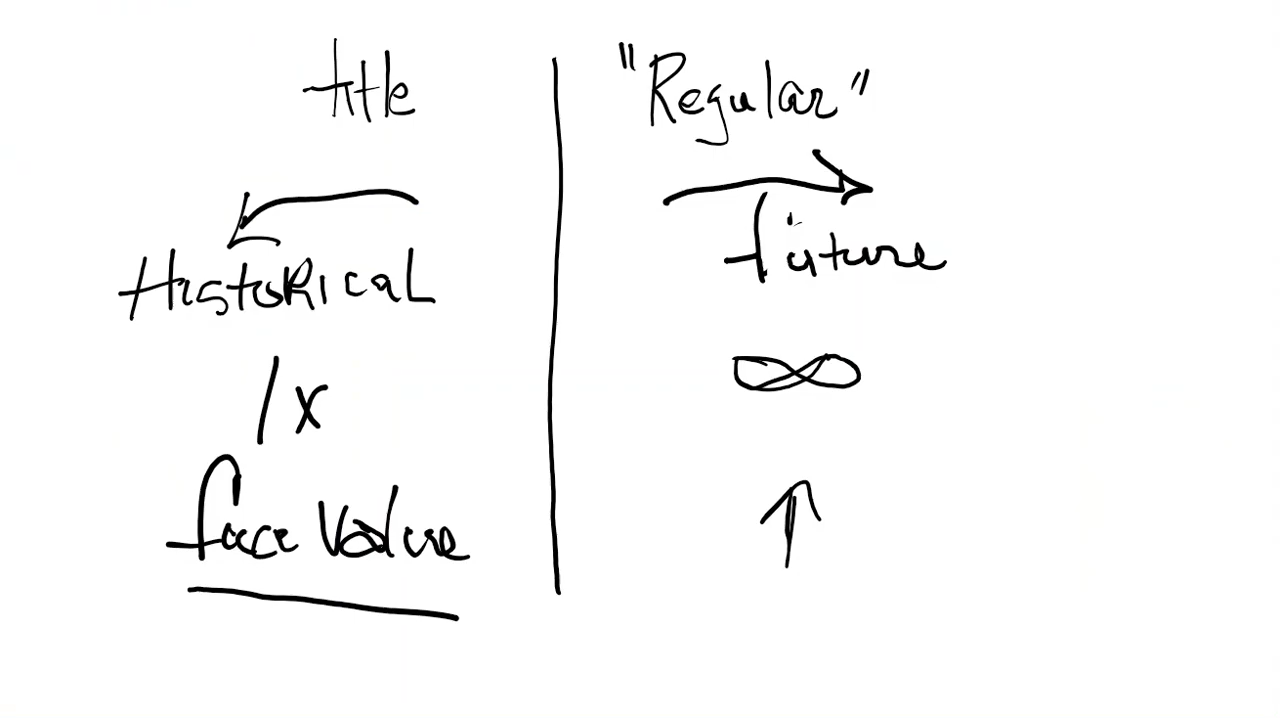 title
"Regular"
Historical
future
1x
∞
face value